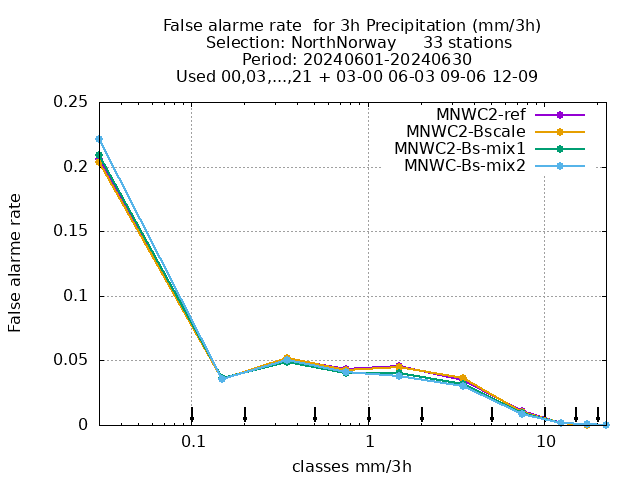 False alarme rate  for 3h Precipitation (mm/3h)
Selection: NorthNorway     33 stations
Period: 20240601-20240630
Used 00,03,...,21 + 03-00 06-03 09-06 12-09
MNWC2-ref
MNWC2-Bscale
MNWC2-Bs-mix1
MNWC-Bs-mix2
False alarme rate
0.25
0.2
0.15
0.1
0.05
0
0.1 1 10
classes mm/3h